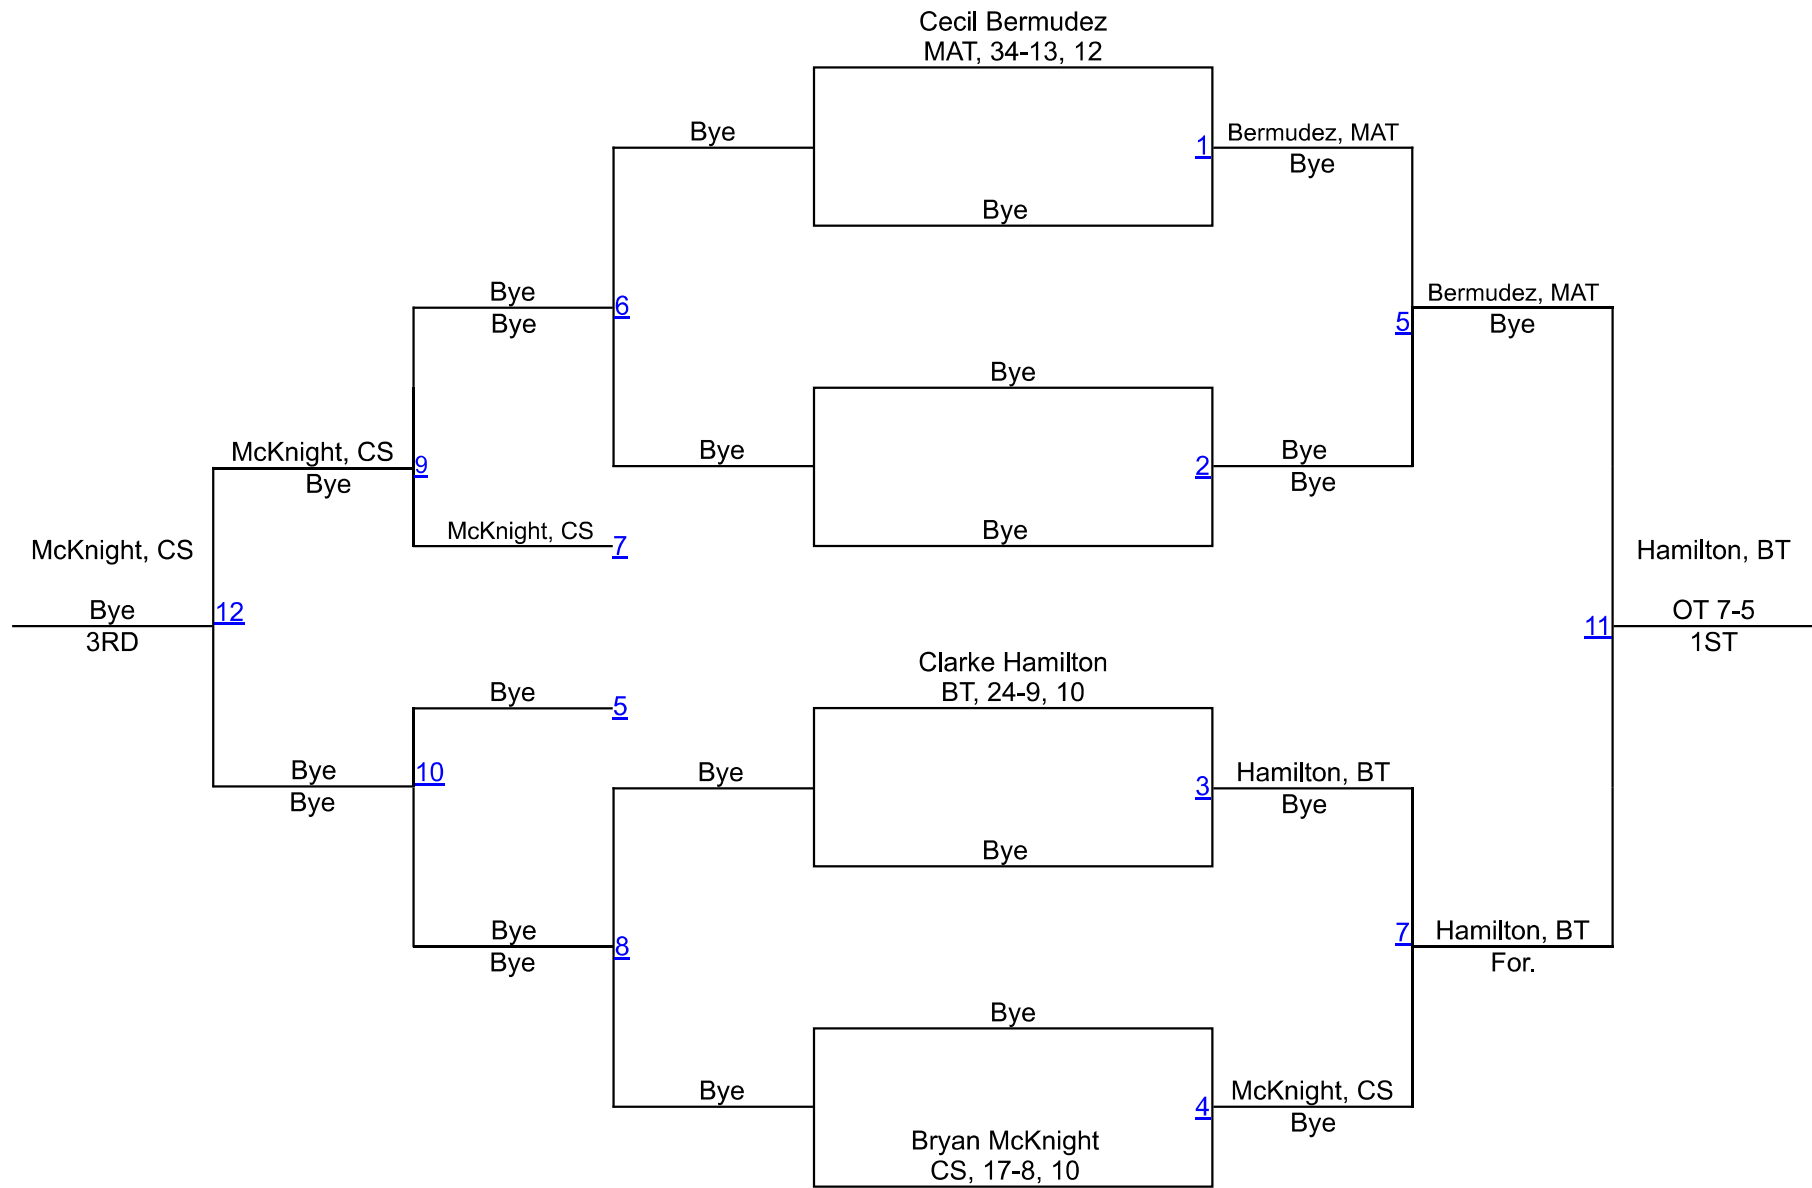 Cecil Bermudez
MAT, 34-13, 12
Bye
1
Bermudez, MAT
Bye
Bye
Bye
Bye
6
Bermudez, MAT
Bye
5
Bye
McKnight, CS
Bye
9
Bye
2
Bye
Bye
McKnight, CS
7
Bye
McKnight, CS
Bye
3RD
12
Hamilton, BT
OT 7-5
1ST
11
Clarke Hamilton
BT, 24-9, 10
Bye
5
Bye
Bye
10
Bye
3
Hamilton, BT
Bye
Bye
Bye
Bye
8
7
Hamilton, BT
For.
Bye
Bye
4
McKnight, CS
Bye
Bryan McKnight
CS, 17-8, 10